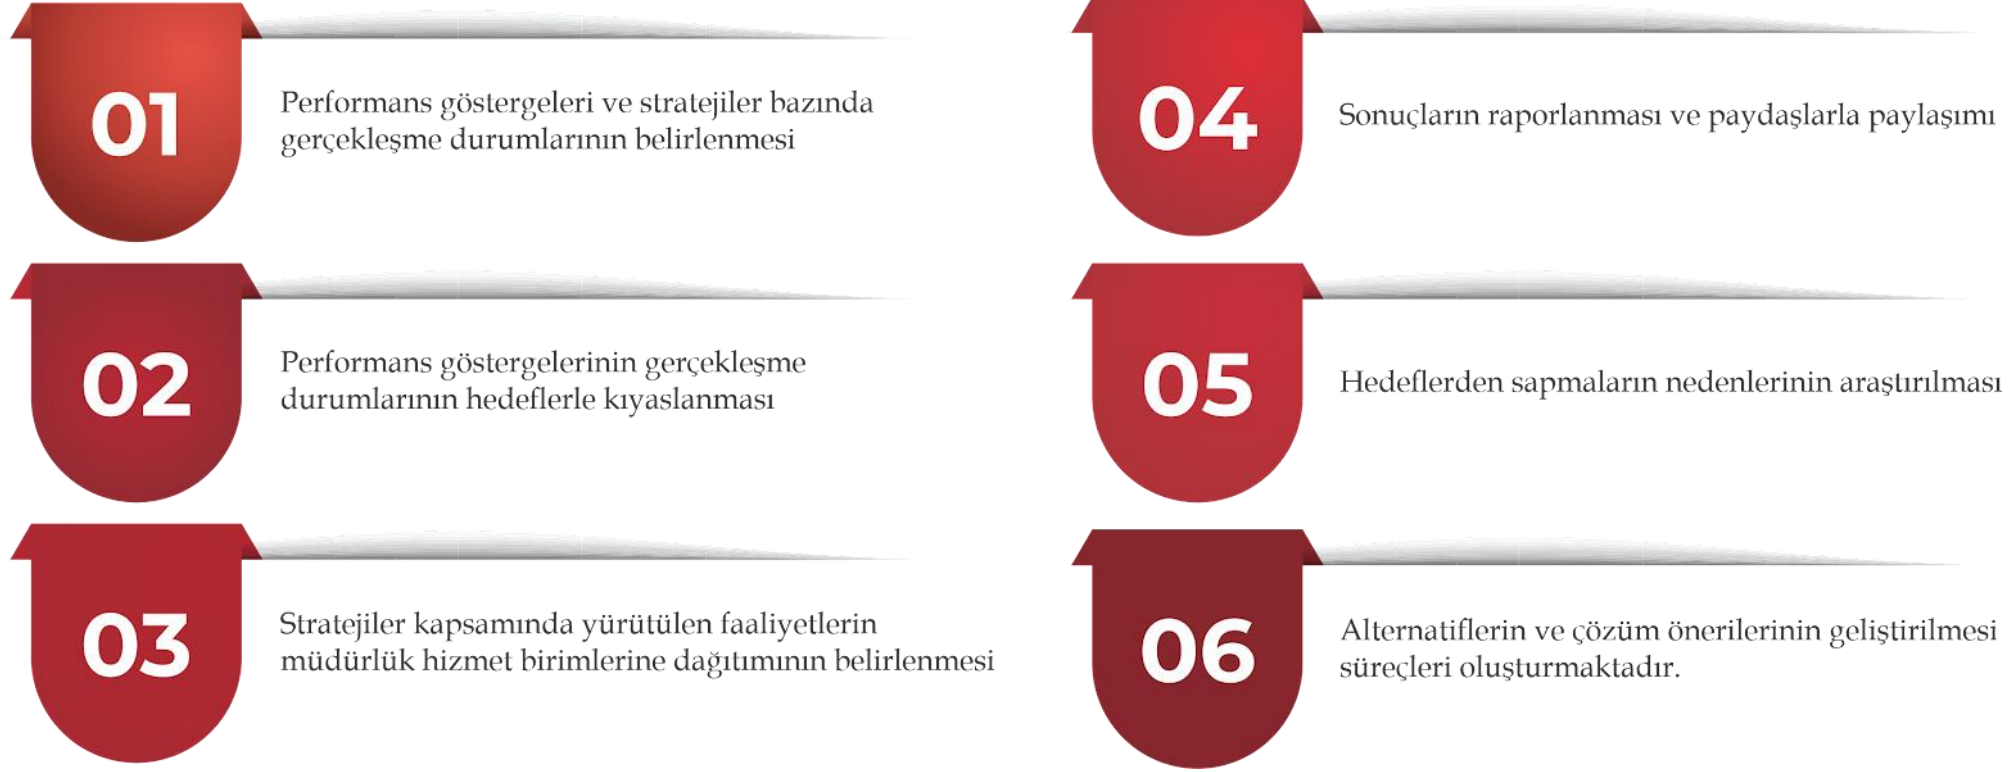 01
Performans göstergeleri ve stratejiler bazında
gerçekleşme durumlarının belirlenmesi
02
Performans göstergelerinin gerçekleşme
durumlarının hedeflerle kıyaslanması
03
Stratejiler kapsamında yürütülen faaliyetlerin
müdürlük hizmet birimlerine dağıtımının belirlenmesi
04
Sonuçların raporlanması ve paydaşlarla paylaşımı
05
Hedeflerden sapmaların nedenlerinin araştırılması
06
Alternatiflerin ve çözüm önerilerinin geliştirilmesi
süreçleri oluşturmaktadır.